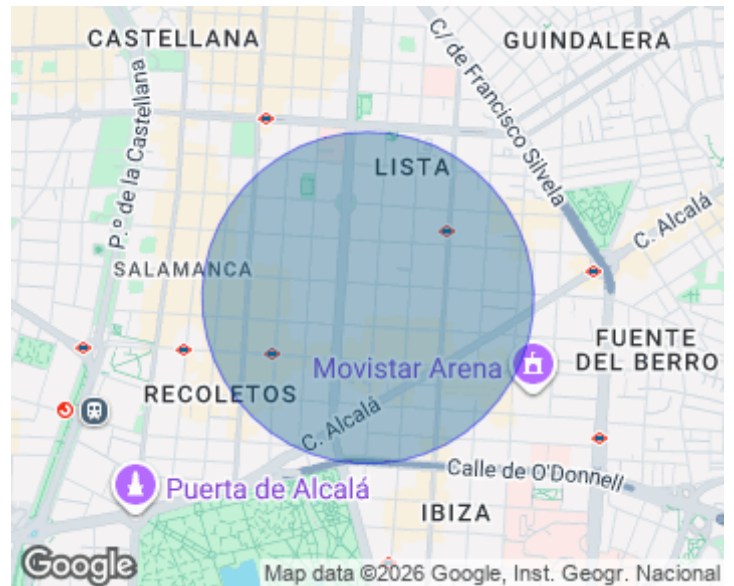 CASTELLANA
GUINDALERA
C/ de Francisco Silvela
P.º de la Castellana
LISTA
C. Alcalá
SALAMANCA
FUENTE
DEL BERRO
Movistar Arena
RECOLETOS
C. Alcalá
Calle de O'Donnell
Puerta de Alcalá
IBIZA
Google
Map data ©2026 Google, Inst. Geogr. Nacional